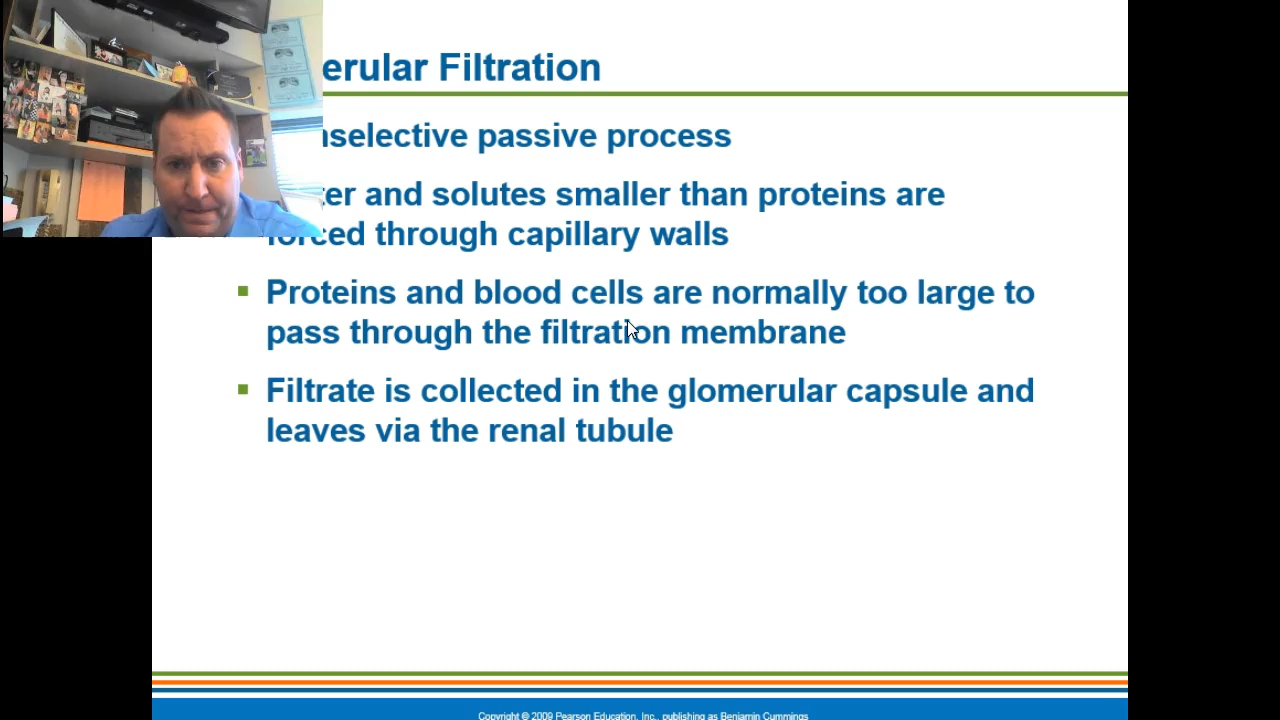 erular Filtration
nselective passive process
ter and solutes smaller than proteins are
forced through capillary walls
▪ Proteins and blood cells are normally too large to
pass through the filtration membrane
▪ Filtrate is collected in the glomerular capsule and
leaves via the renal tubule
Copyright © 2009 Pearson Education, Inc., publishing as Benjamin Cummings